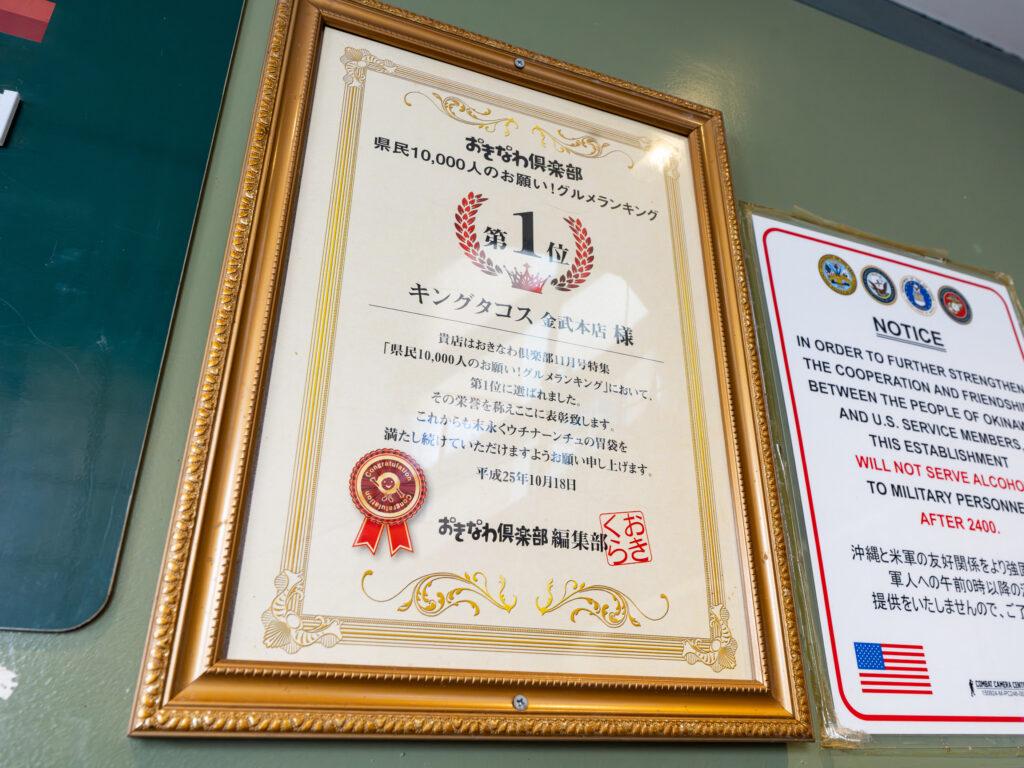 おきなわ倶楽部
県民10,000人のお願い！グルメランキング
第1位
キングタコス 金武本店 様
貴店はおきなわ倶楽部11月号特集
「県民10,000人のお願い！グルメランキング」において、
第1位に選ばれました。
その栄誉を称えここに表彰致します。
これからも末永くウチナーンチュの胃袋を
満たし続けていただけますようお願い申し上げます。
平成25年10月18日
Congratulation
Congratulation
おきなわ倶楽部 編集部
おき
くら
NOTICE
IN ORDER TO FURTHER STRENGTHEN
THE COOPERATION AND FRIENDSHIP
BETWEEN THE PEOPLE OF OKINAW
AND U.S. SERVICE MEMBERS,
THIS ESTABLISHMENT
WILL NOT SERVE ALCOHO
TO MILITARY PERSONNE
AFTER 2400.
沖縄と米軍の友好関係をより強
軍人への午前0時以降の
提供をいたしませんので、ご
COMBAT CAMERA CENT